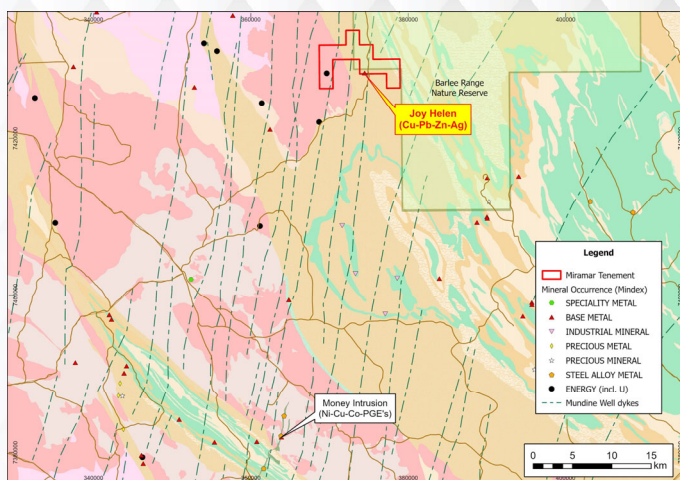 340000
360000
380000
400000
Barlee Range
Nature Reserve
Joy Helen
(Cu-Pb-Zn-Ag)
7420000
Legend
Miramar Tenement
Mineral Occurrence (Mindex)
SPECIALITY METAL
BASE METAL
INDUSTRIAL MINERAL
PRECIOUS METAL
PRECIOUS MINERAL
STEEL ALLOY METAL
ENERGY (incl. U)
Mundine Well dykes
Money Intrusion
(Ni-Cu-Co-PGE's)
7380000
0 5 10 15
km
340000